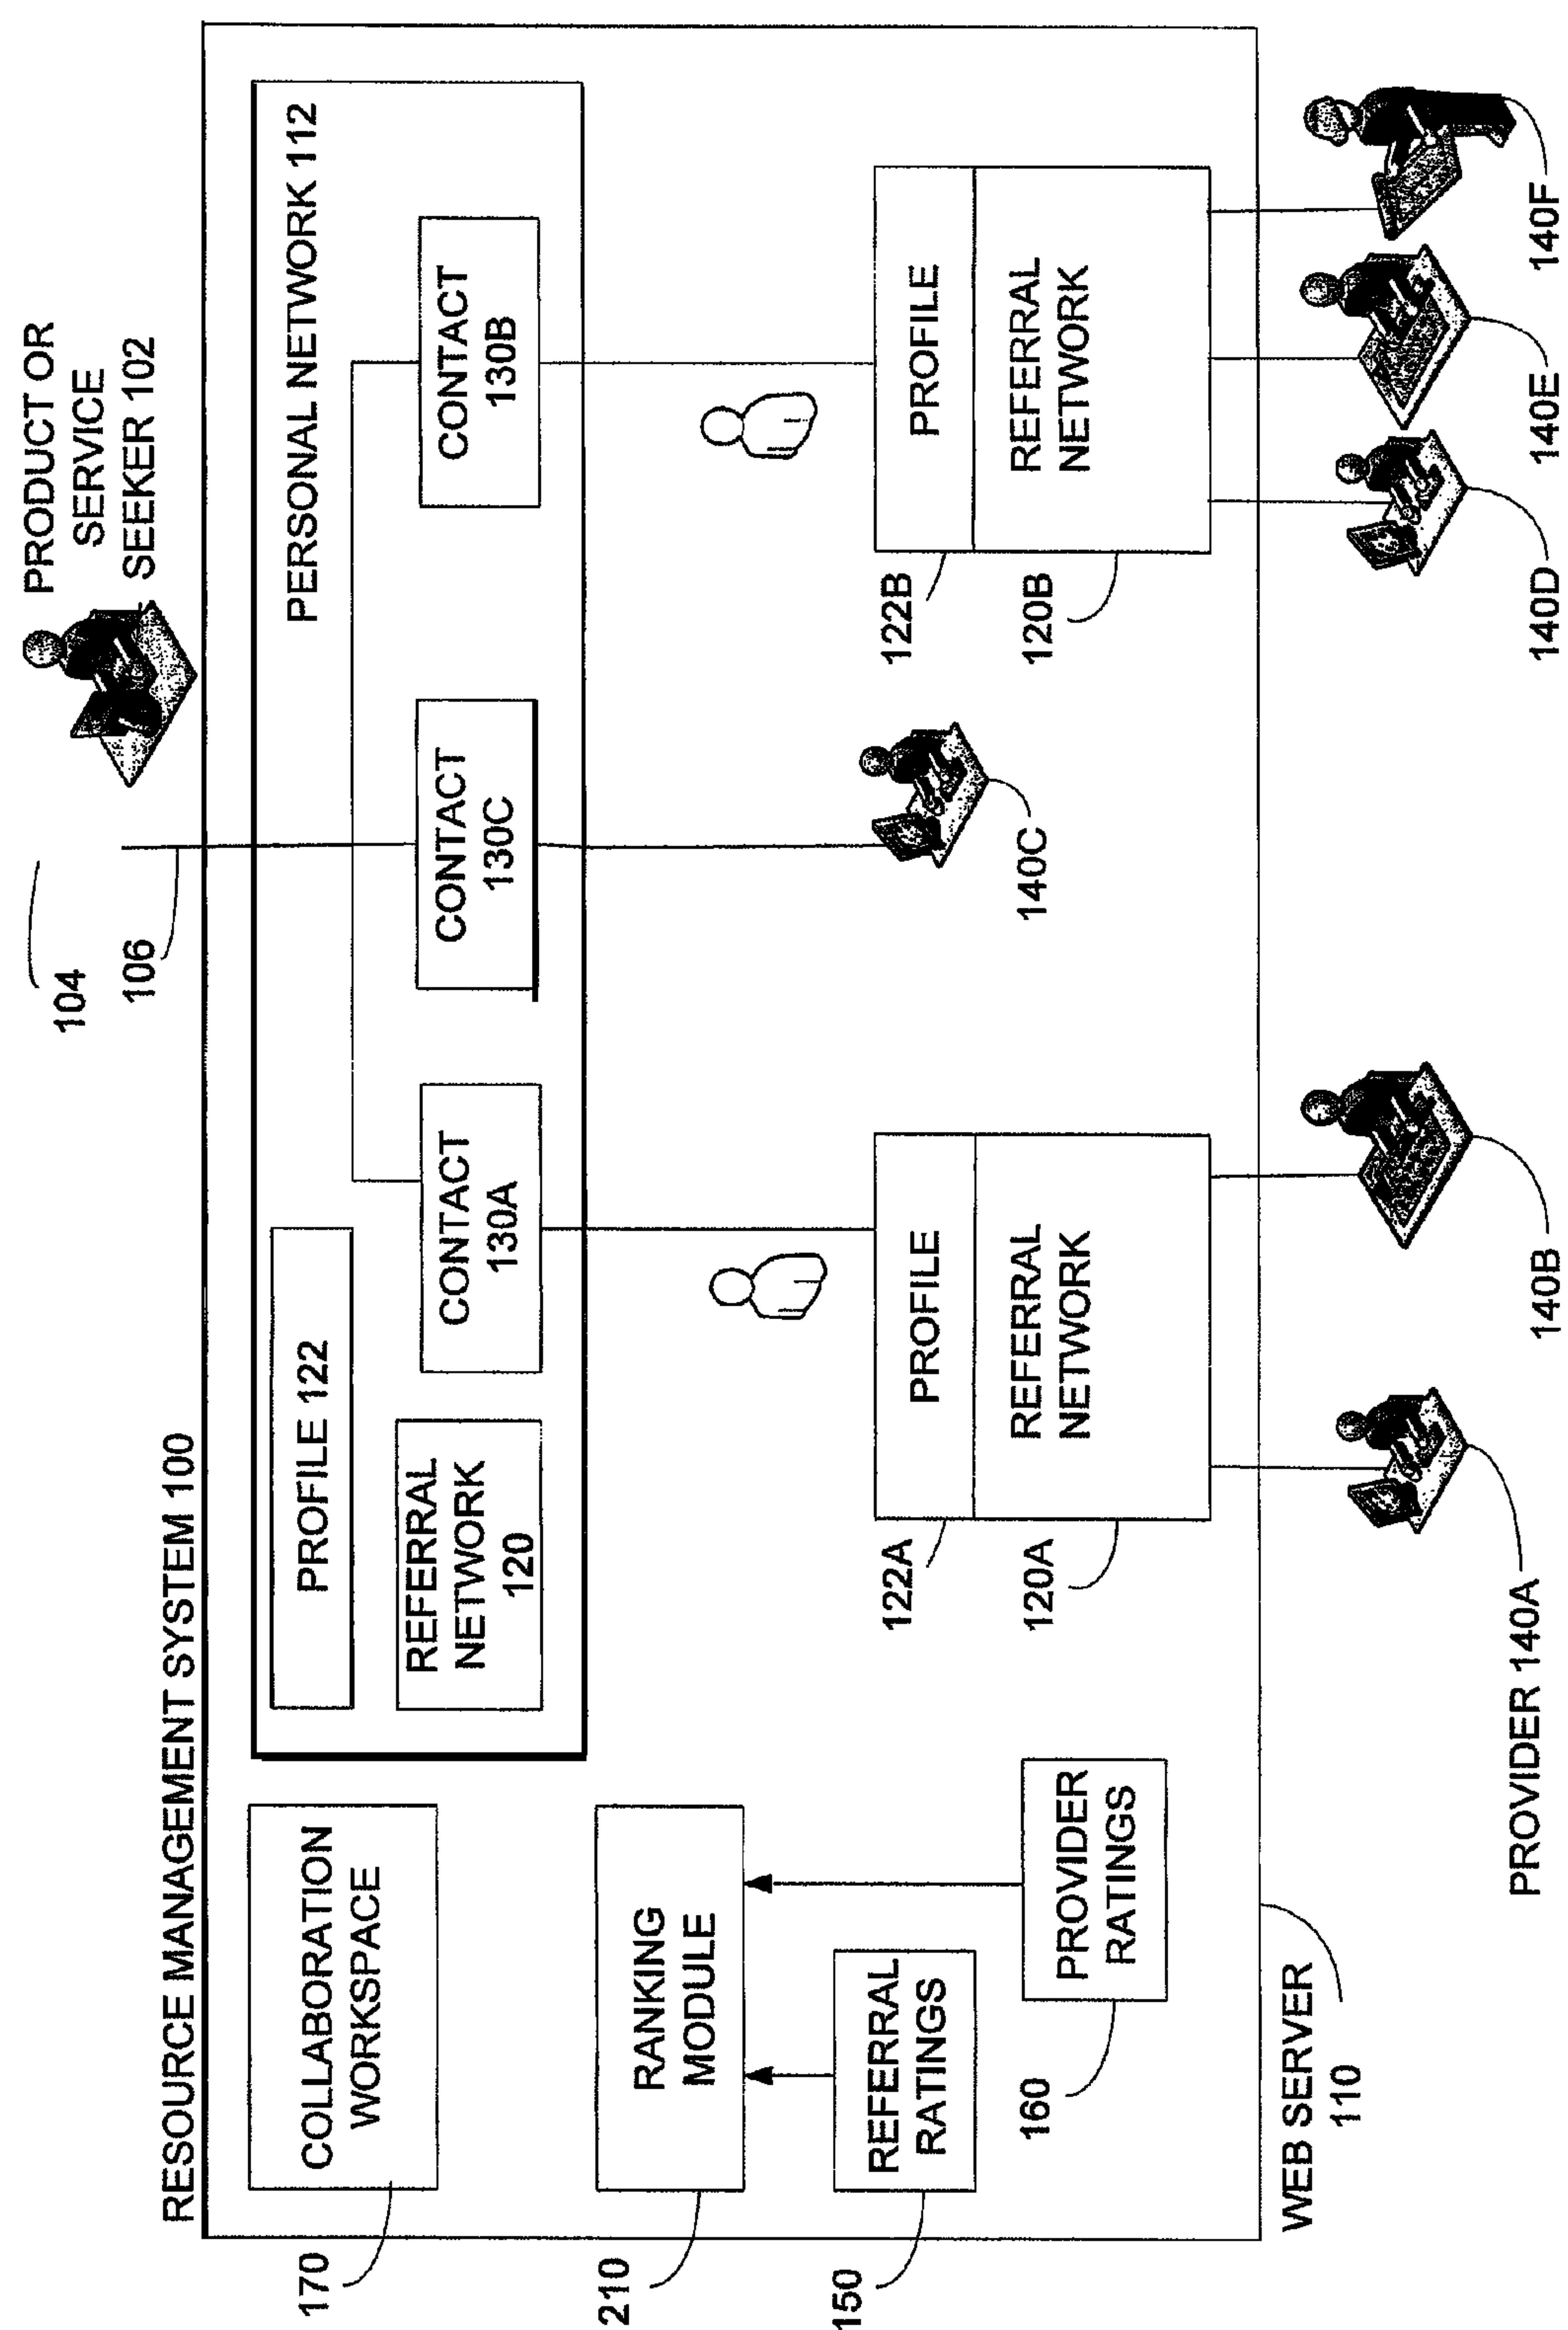 RESOURCE MANAGEMENT SYSTEM 100
104
106
PRODUCT OR
SERVICE
SEEKER 102
170
COLLABORATION
WORKSPACE
PROFILE 122
PERSONAL NETWORK 112
REFERRAL
NETWORK
120
CONTACT
130A
CONTACT
130C
CONTACT
130B
210
RANKING
MODULE
150
REFERRAL
RATINGS
160
PROVIDER
RATINGS
122A
PROFILE
120A
REFERRAL
NETWORK
140C
122B
PROFILE
120B
REFERRAL
NETWORK
WEB SERVER
110
PROVIDER 140A
140B
140D
140E
140F